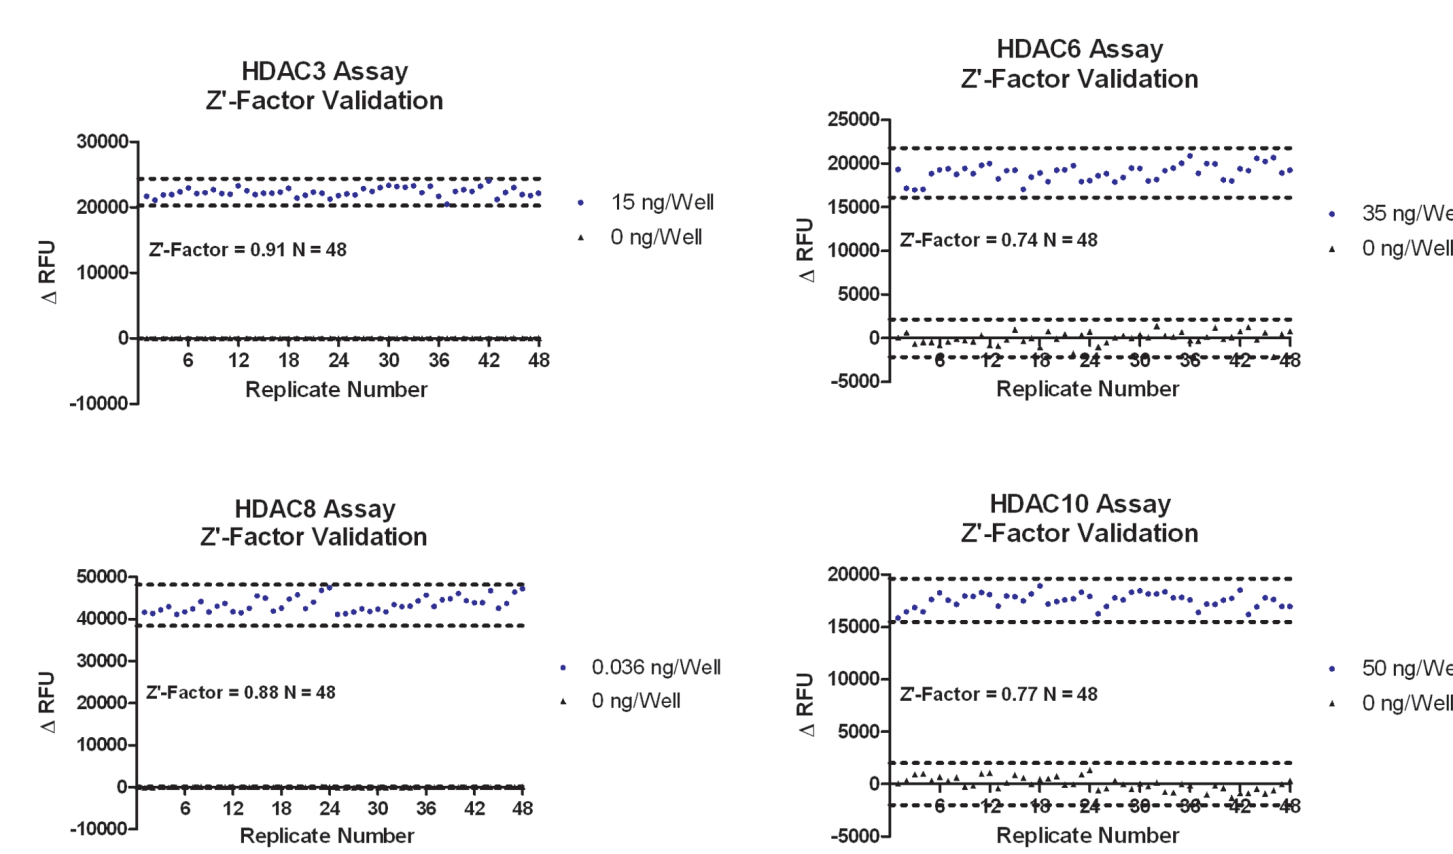 HDAC3 Assay
Z'-Factor Validation
30000
20000
10000
0
-10000
Δ RFU
Z'-Factor = 0.91 N = 48
6 12 18 24 30 36 42 48
Replicate Number
15 ng/Well
0 ng/Well
HDAC6 Assay
Z'-Factor Validation
25000
20000
15000
10000
5000
0
-5000
Δ RFU
Z'-Factor = 0.74 N = 48
6 12 18 24 30 36 42 48
Replicate Number
35 ng/We
0 ng/Well
HDAC8 Assay
Z'-Factor Validation
50000
40000
30000
20000
10000
0
-10000
Δ RFU
Z'-Factor = 0.88 N = 48
6 12 18 24 30 36 42 48
Replicate Number
0.036 ng/Well
0 ng/Well
HDAC10 Assay
Z'-Factor Validation
20000
15000
10000
5000
0
-5000
Δ RFU
Z'-Factor = 0.77 N = 48
6 12 18 24 30 36 42 48
Replicate Number
50 ng/We
0 ng/Well